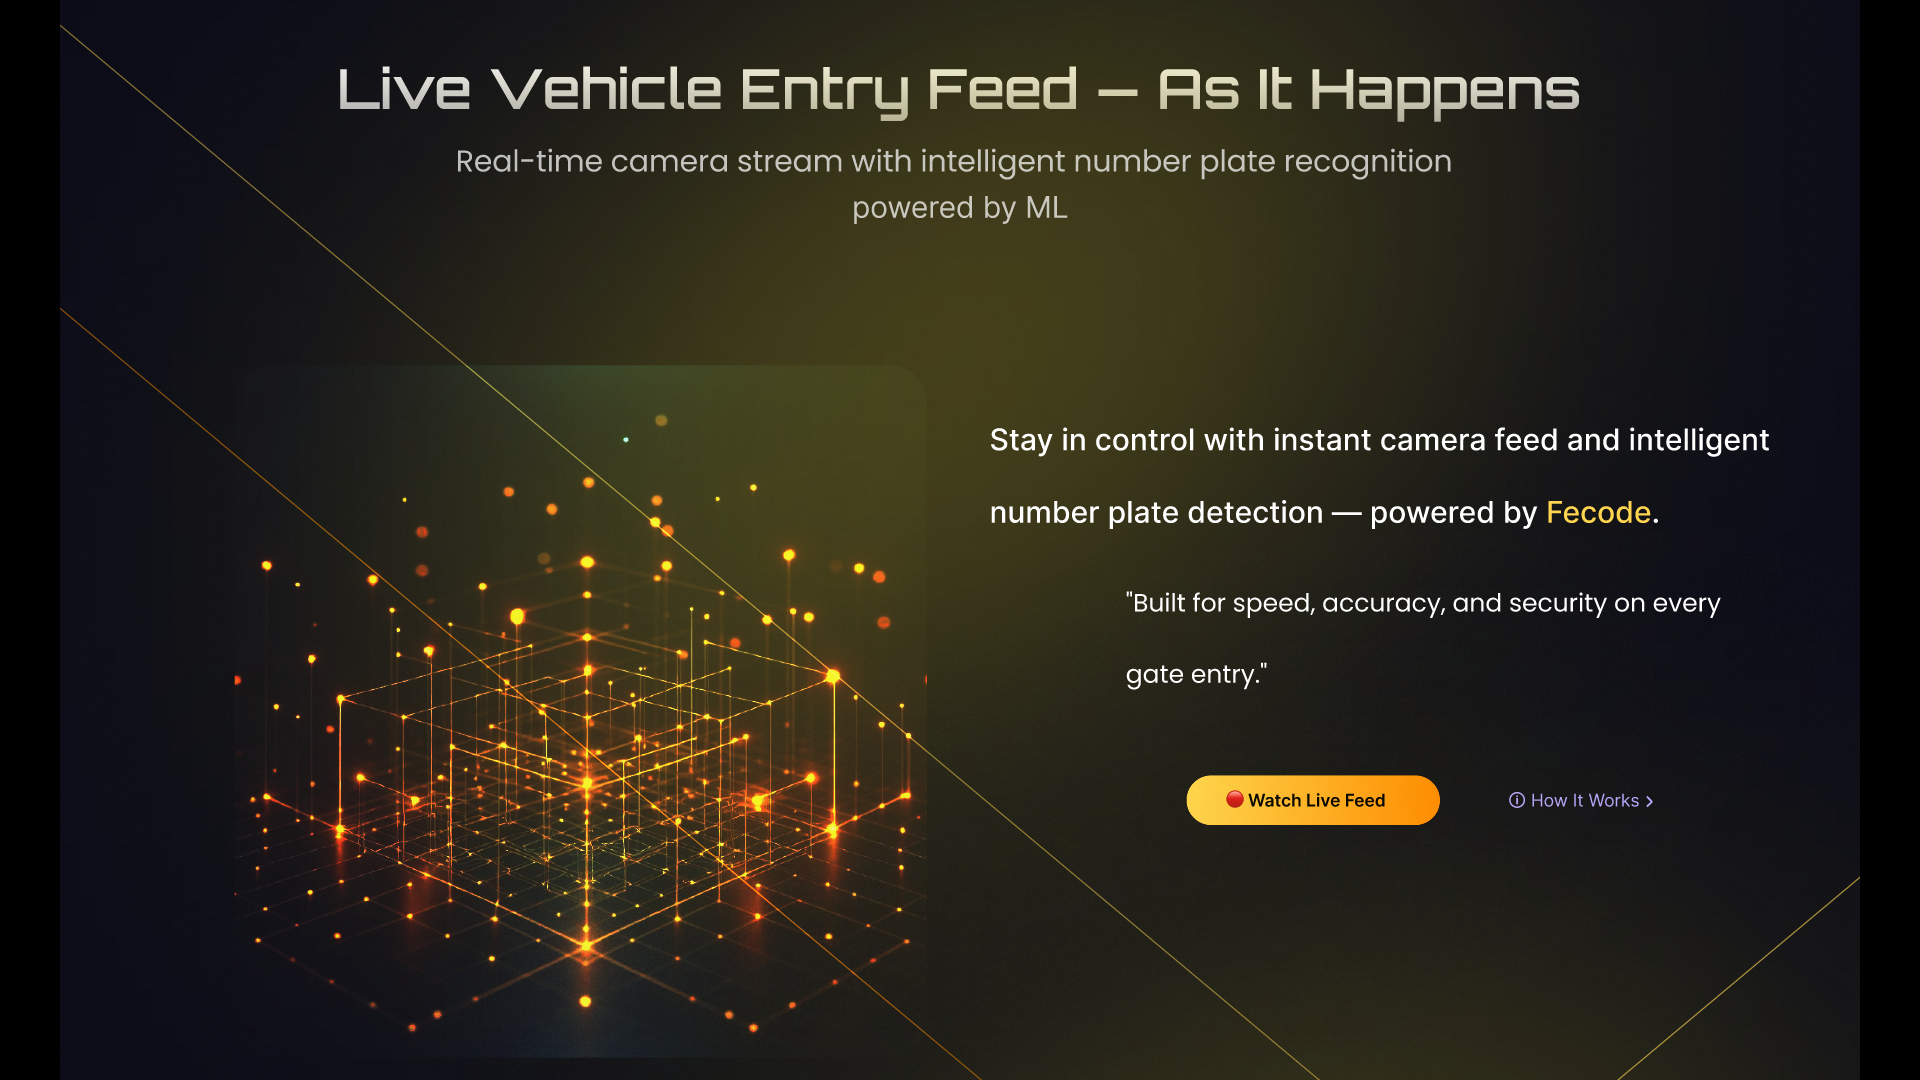 Live Vehicle Entry Feed – As It Happens
Real-time camera stream with intelligent number plate recognition
powered by ML
Stay in control with instant camera feed and intelligent
number plate detection — powered by Fecode.
"Built for speed, accuracy, and security on every
gate entry."
🔴 Watch Live Feed
ⓘ How It Works ›